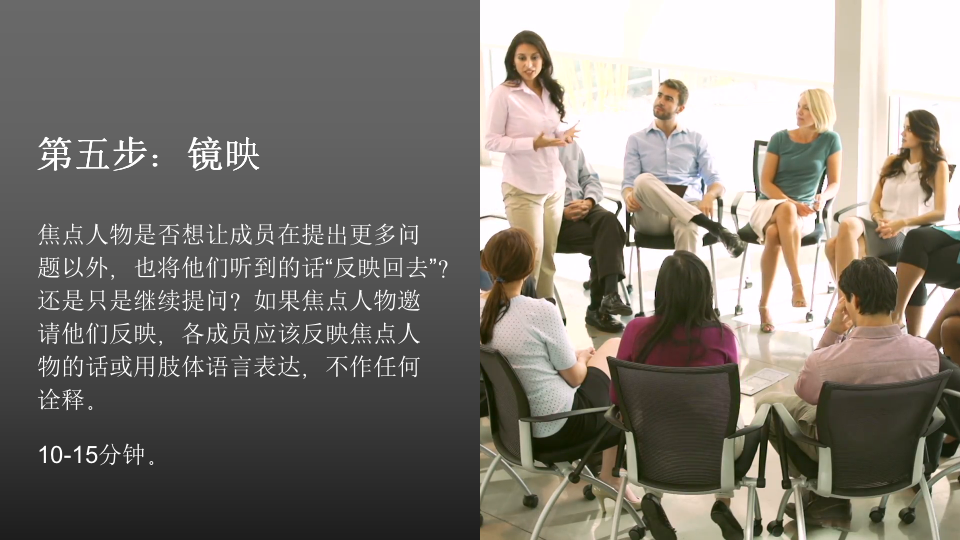 第五步：镜映
焦点人物是否想让成员在提出更多问
题以外，也将他们听到的话“反映回去”？
还是只是继续提问？如果焦点人物邀
请他们反映，各成员应该反映焦点人
物的话或用肢体语言表达，不作任何
诠释。
10-15分钟。